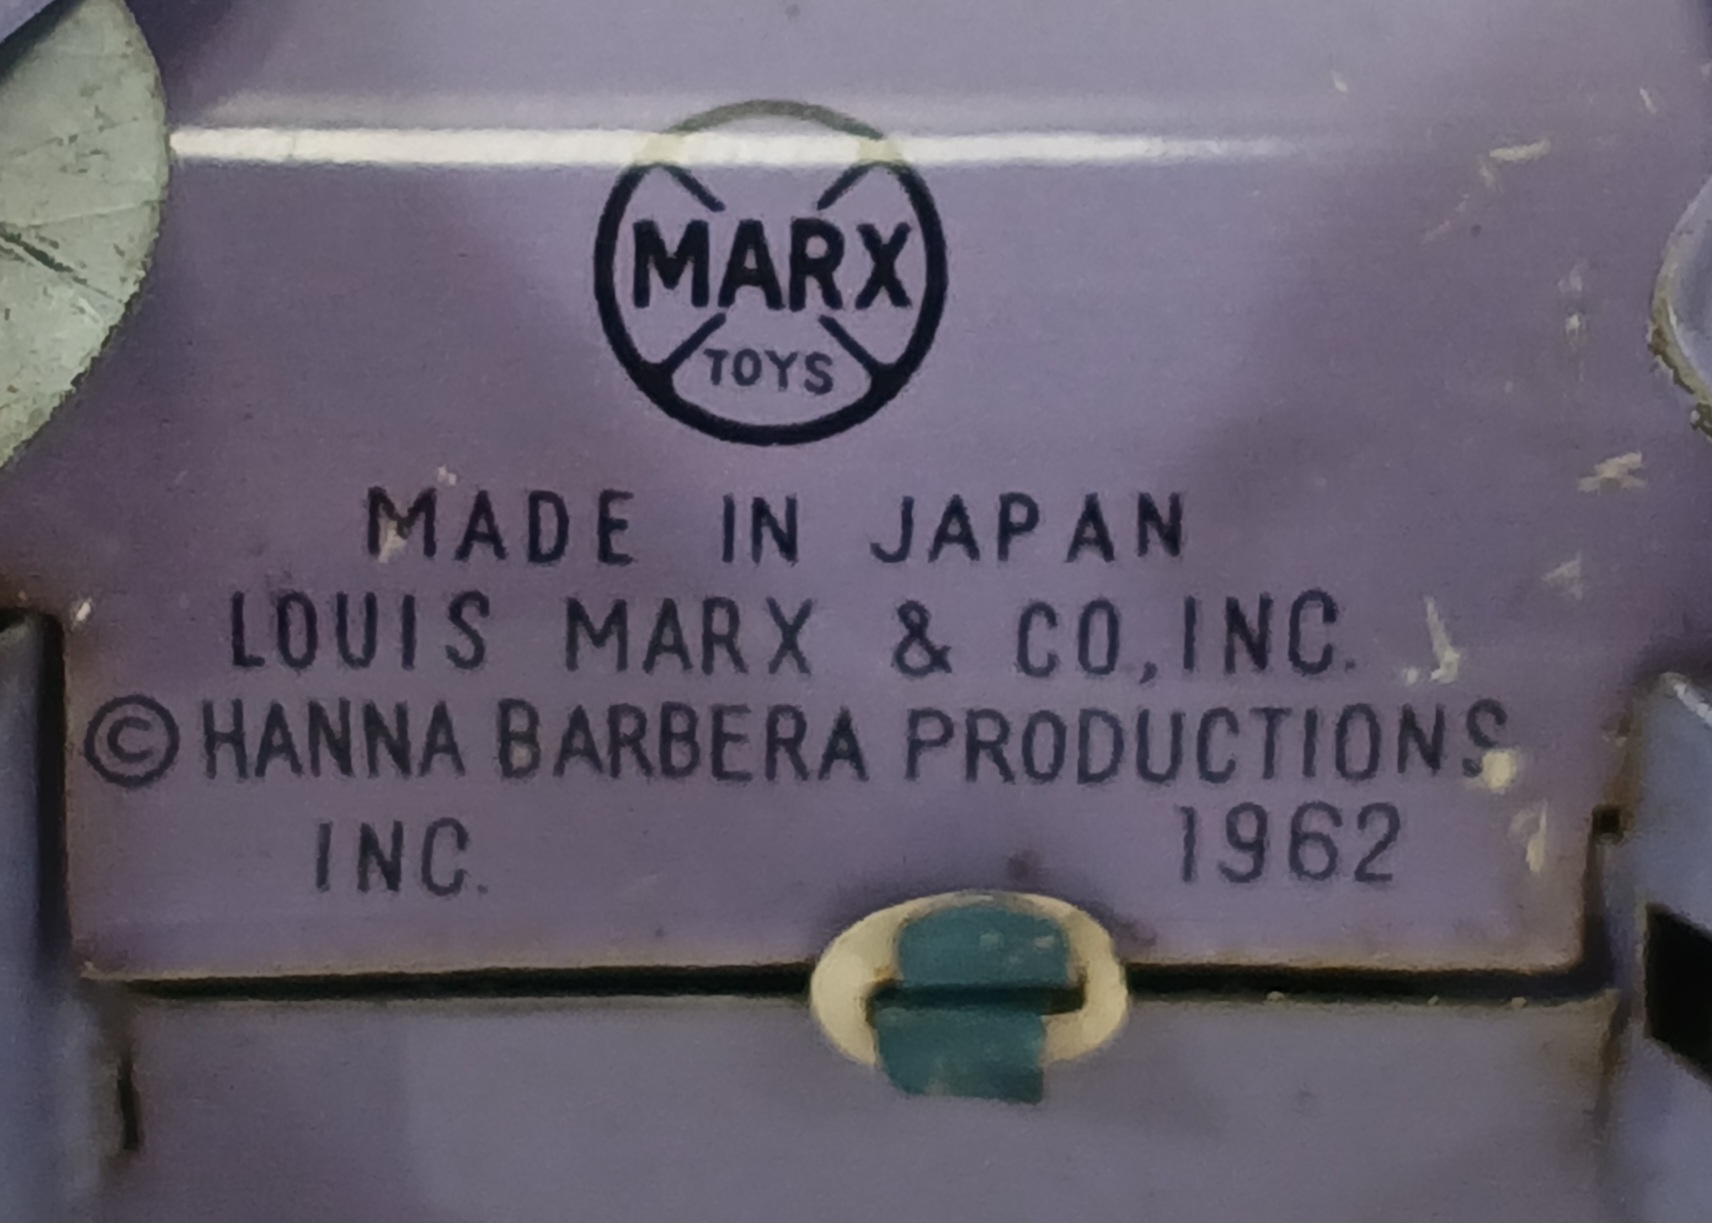 MARX
TOYS
MADE IN JAPAN
LOUIS MARX & CO,INC.
©HANNA BARBERA PRODUCTIONS
INC. 1962